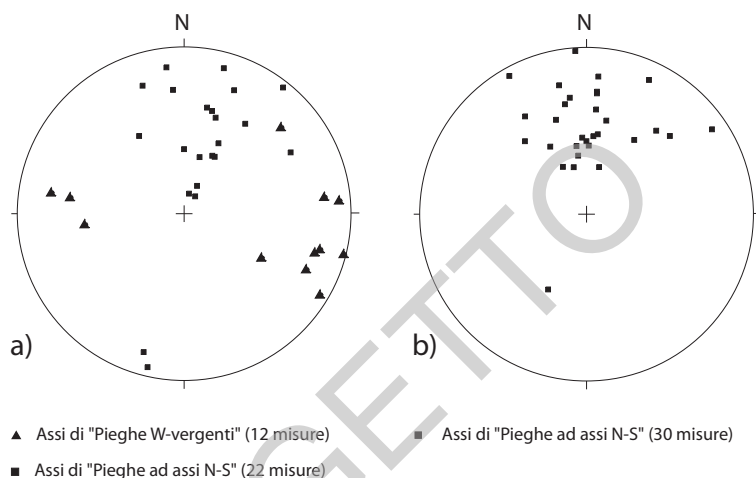 N
N
a)
b)
▲ Assi di "Pieghe W-vergenti" (12 misure)
■ Assi di "Pieghe ad assi N-S" (30 misure)
■ Assi di "Pieghe ad assi N-S" (22 misure)
GETTO